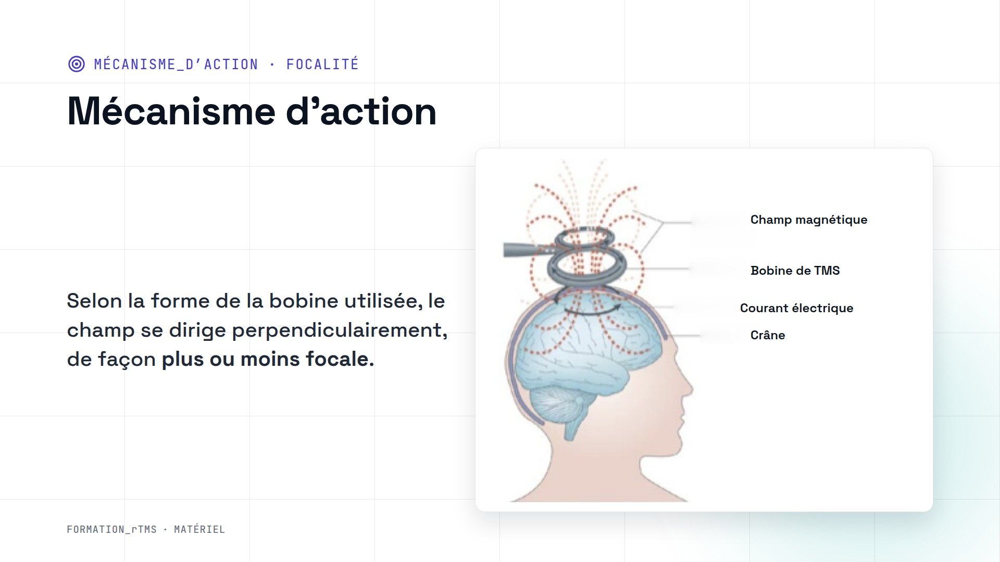 MÉCANISME_D’ACTION · FOCALITÉ
Mécanisme d’action
Selon la forme de la bobine utilisée, le
champ se dirige perpendiculairement,
de façon plus ou moins focale.
Champ magnétique
Bobine de TMS
Courant électrique
Crâne
FORMATION_rTMS · MATÉRIEL